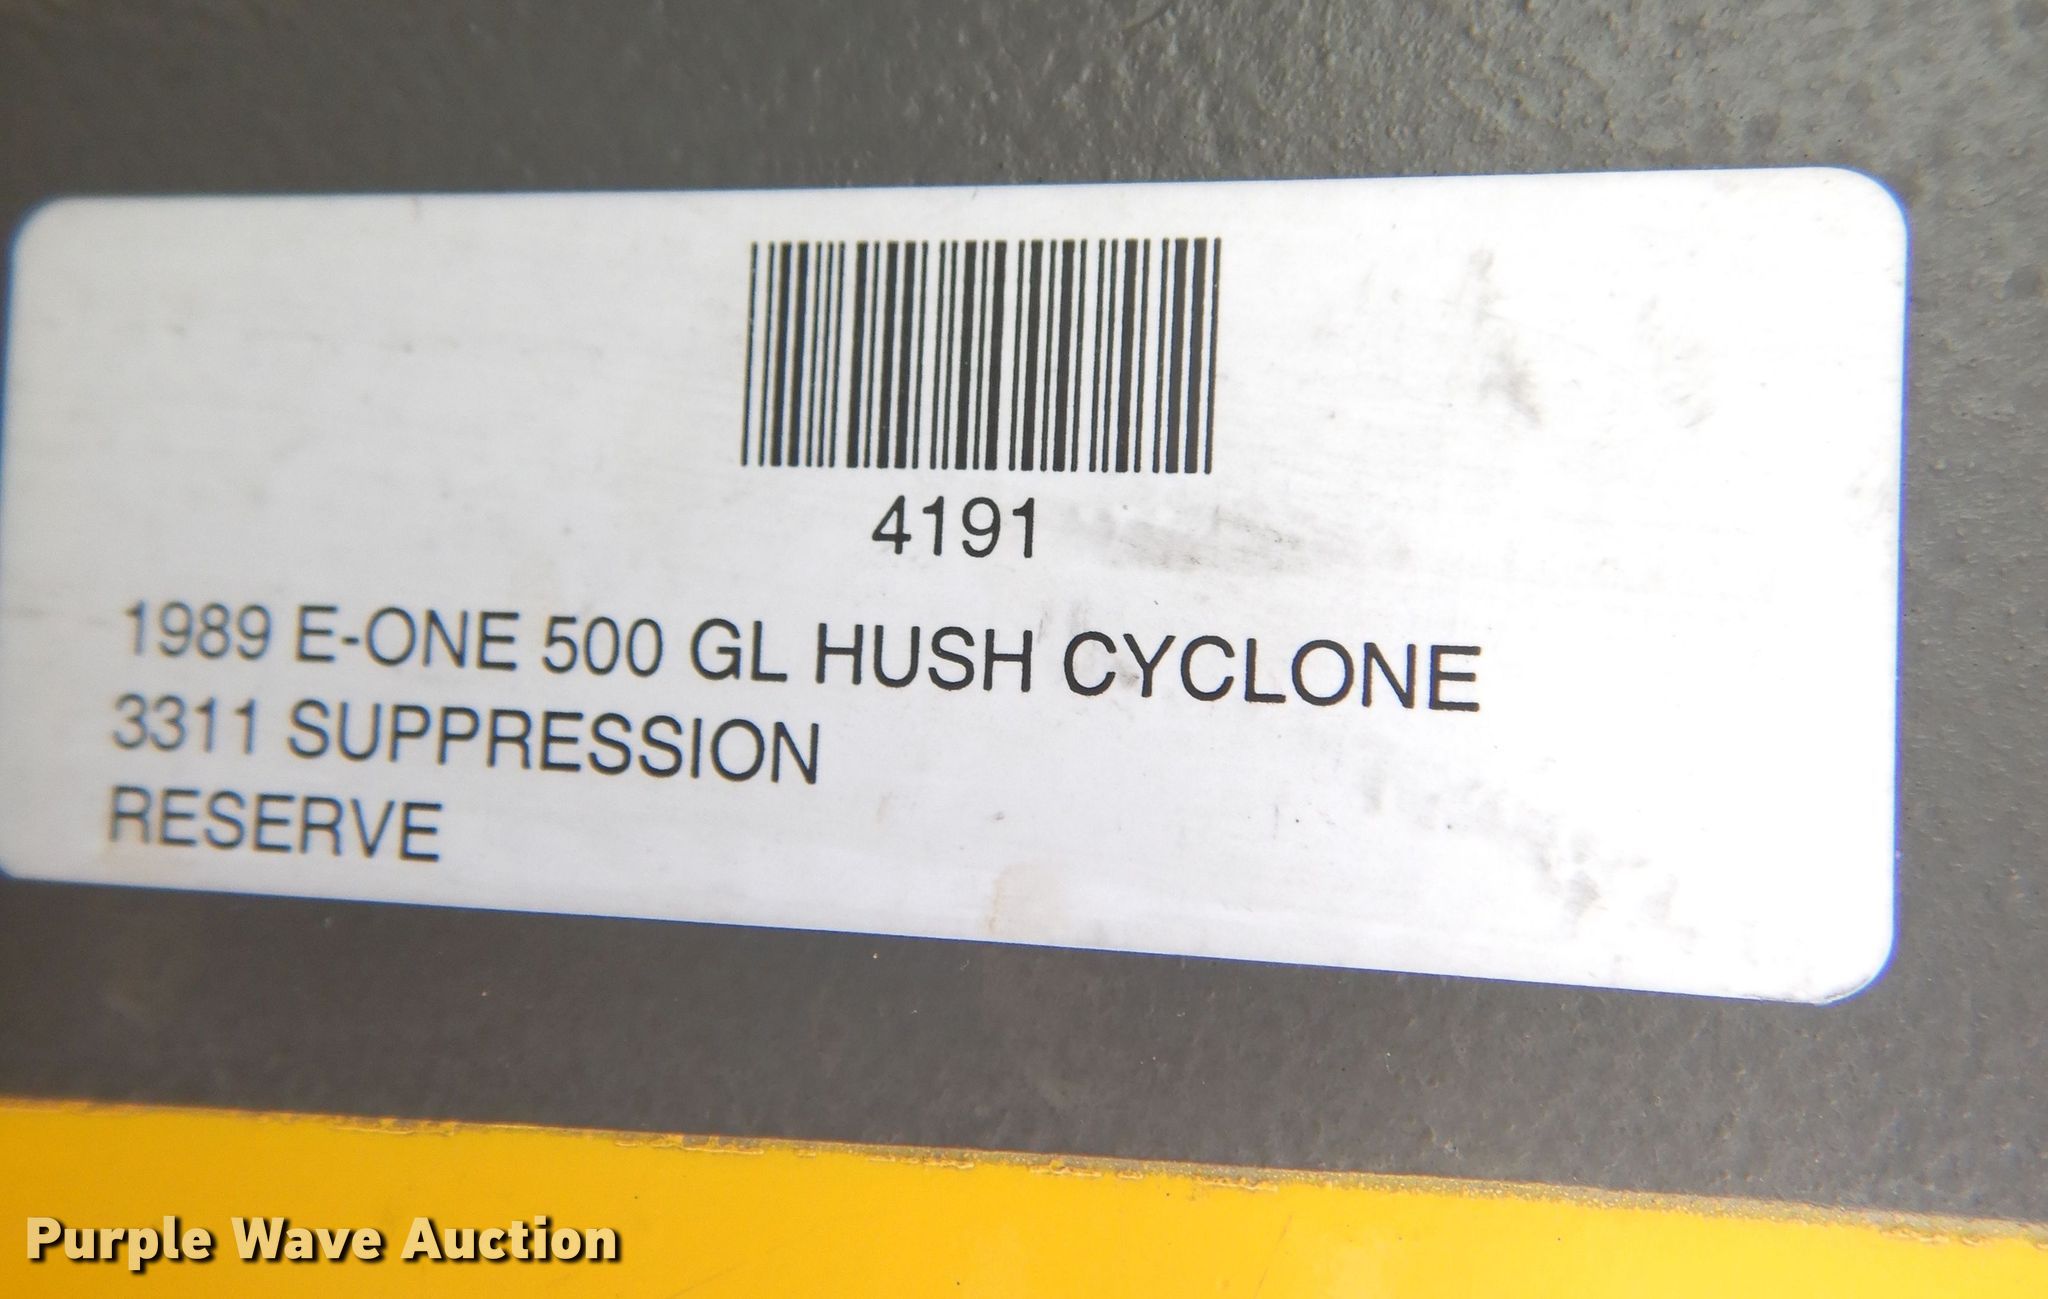 4191
1989 E-ONE 500 GL HUSH CYCLONE
3311 SUPPRESSION
RESERVE
Purple Wave Auction